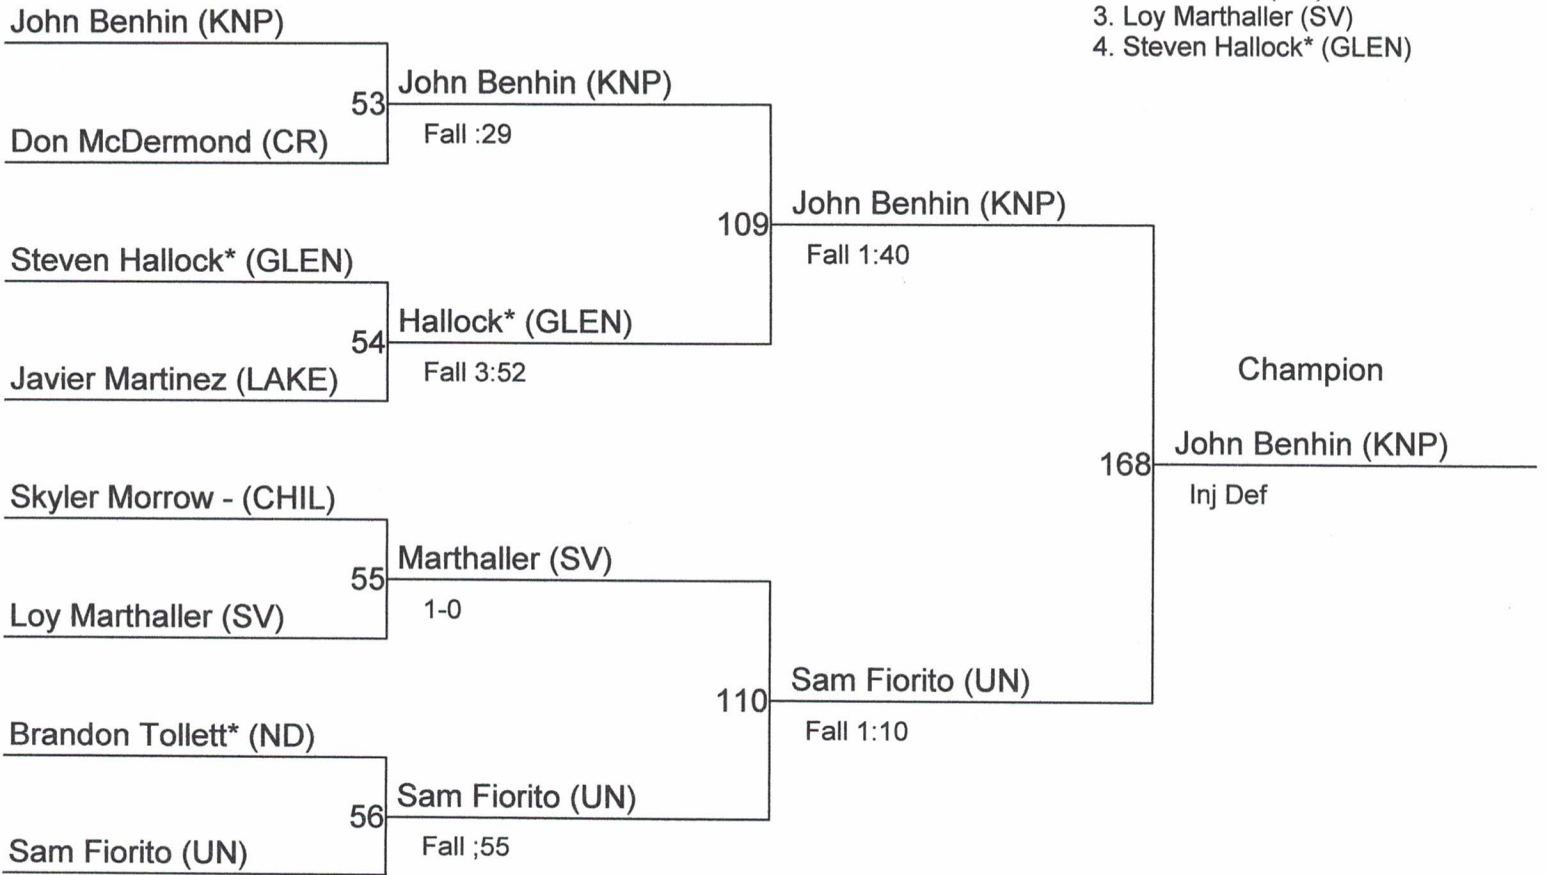 John Benhin (KNP)
3. Loy Marthaller (SV)
4. Steven Hallock* (GLEN)
53
John Benhin (KNP)
Fall :29
Don McDermond (CR)
109
John Benhin (KNP)
Fall 1:40
Steven Hallock* (GLEN)
54
Hallock* (GLEN)
Fall 3:52
Javier Martinez (LAKE)
Champion
168
John Benhin (KNP)
Inj Def
Skyler Morrow - (CHIL)
55
Marthaller (SV)
1-0
Loy Marthaller (SV)
110
Sam Fiorito (UN)
Fall 1:10
Brandon Tollett* (ND)
56
Sam Fiorito (UN)
Fall ;55
Sam Fiorito (UN)